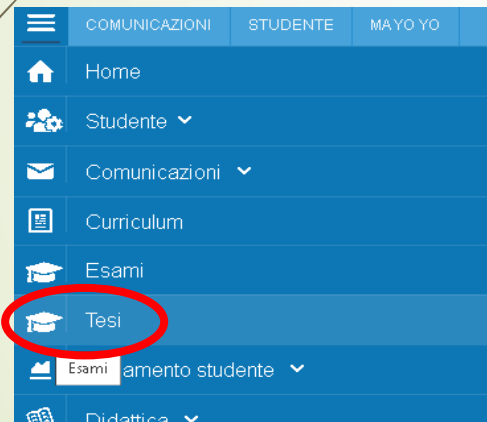 COMUNICAZIONI STUDENTE MAYO YO
Home
Studente
Comunicazioni
Curriculum
Esami
Tesi
Esami amento studente
Didattica